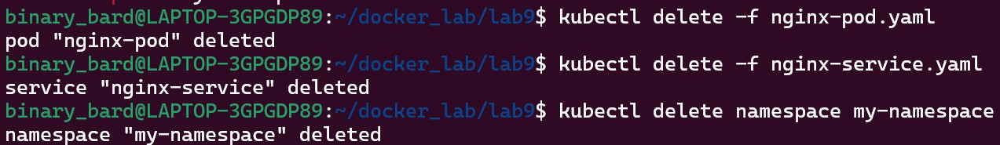 binary_bard@LAPTOP-3GPGDP89:~/docker_lab/lab9$ kubectl delete -f nginx-pod.yaml
pod "nginx-pod" deleted
binary_bard@LAPTOP-3GPGDP89:~/docker_lab/lab9$ kubectl delete -f nginx-service.yaml
service "nginx-service" deleted
binary_bard@LAPTOP-3GPGDP89:~/docker_lab/lab9$ kubectl delete namespace my-namespace
namespace "my-namespace" deleted